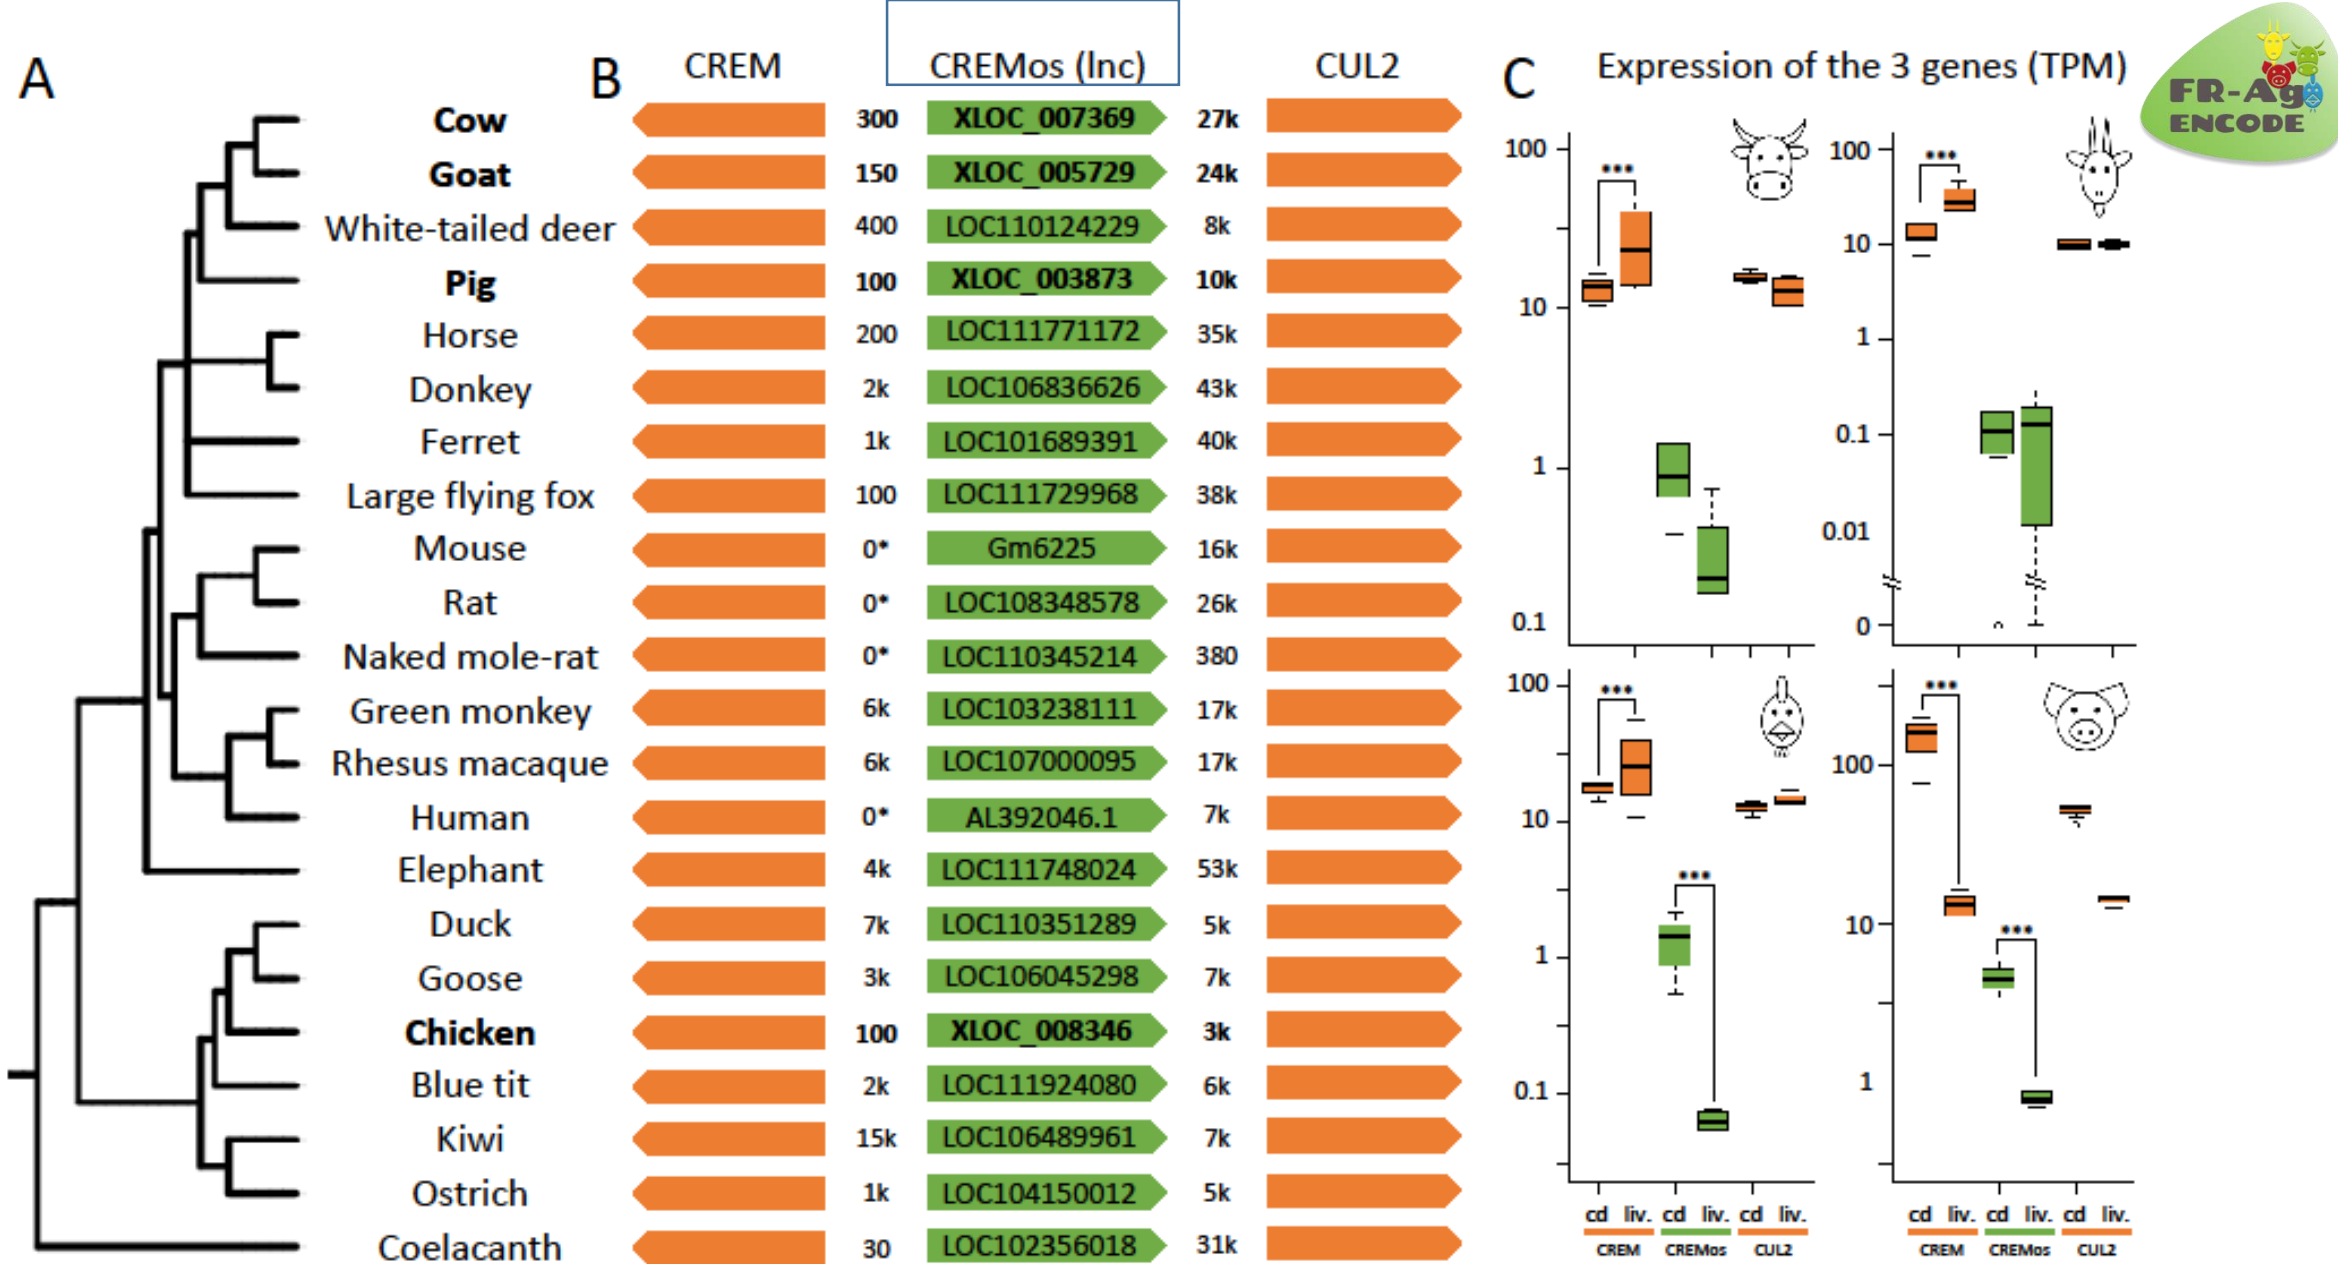 A
B
CREM
CREMos (lnc)
CUL2
C
Expression of the 3 genes (TPM)
FR-Ag
ENCODE
Cow 300 XLOC_007369 27k
Goat 150 XLOC_005729 24k
White-tailed deer 400 LOC110124229 8k
Pig 100 XLOC_003873 10k
Horse 200 LOC111771172 35k
Donkey 2k LOC106836626 43k
Ferret 1k LOC101689391 40k
Large flying fox 100 LOC111729968 38k
Mouse 0* Gm6225 16k
Rat 0* LOC108348578 26k
Naked mole-rat 0* LOC110345214 380
Green monkey 6k LOC103238111 17k
Rhesus macaque 6k LOC107000095 17k
Human 0* AL392046.1 7k
Elephant 4k LOC111748024 53k
Duck 7k LOC110351289 5k
Goose 3k LOC106045298 7k
Chicken 100 XLOC_008346 3k
Blue tit 2k LOC111924080 6k
Kiwi 15k LOC106489961 7k
Ostrich 1k LOC104150012 5k
Coelacanth 30 LOC102356018 31k
100
10
1
0.1
***
100
10
1
0.1
0.01
0
***
100
10
1
0.1
***
***
cd liv. cd liv. cd liv.
CREM CREMos CUL2
100
10
1
***
***
cd liv. cd liv. cd liv.
CREM CREMos CUL2